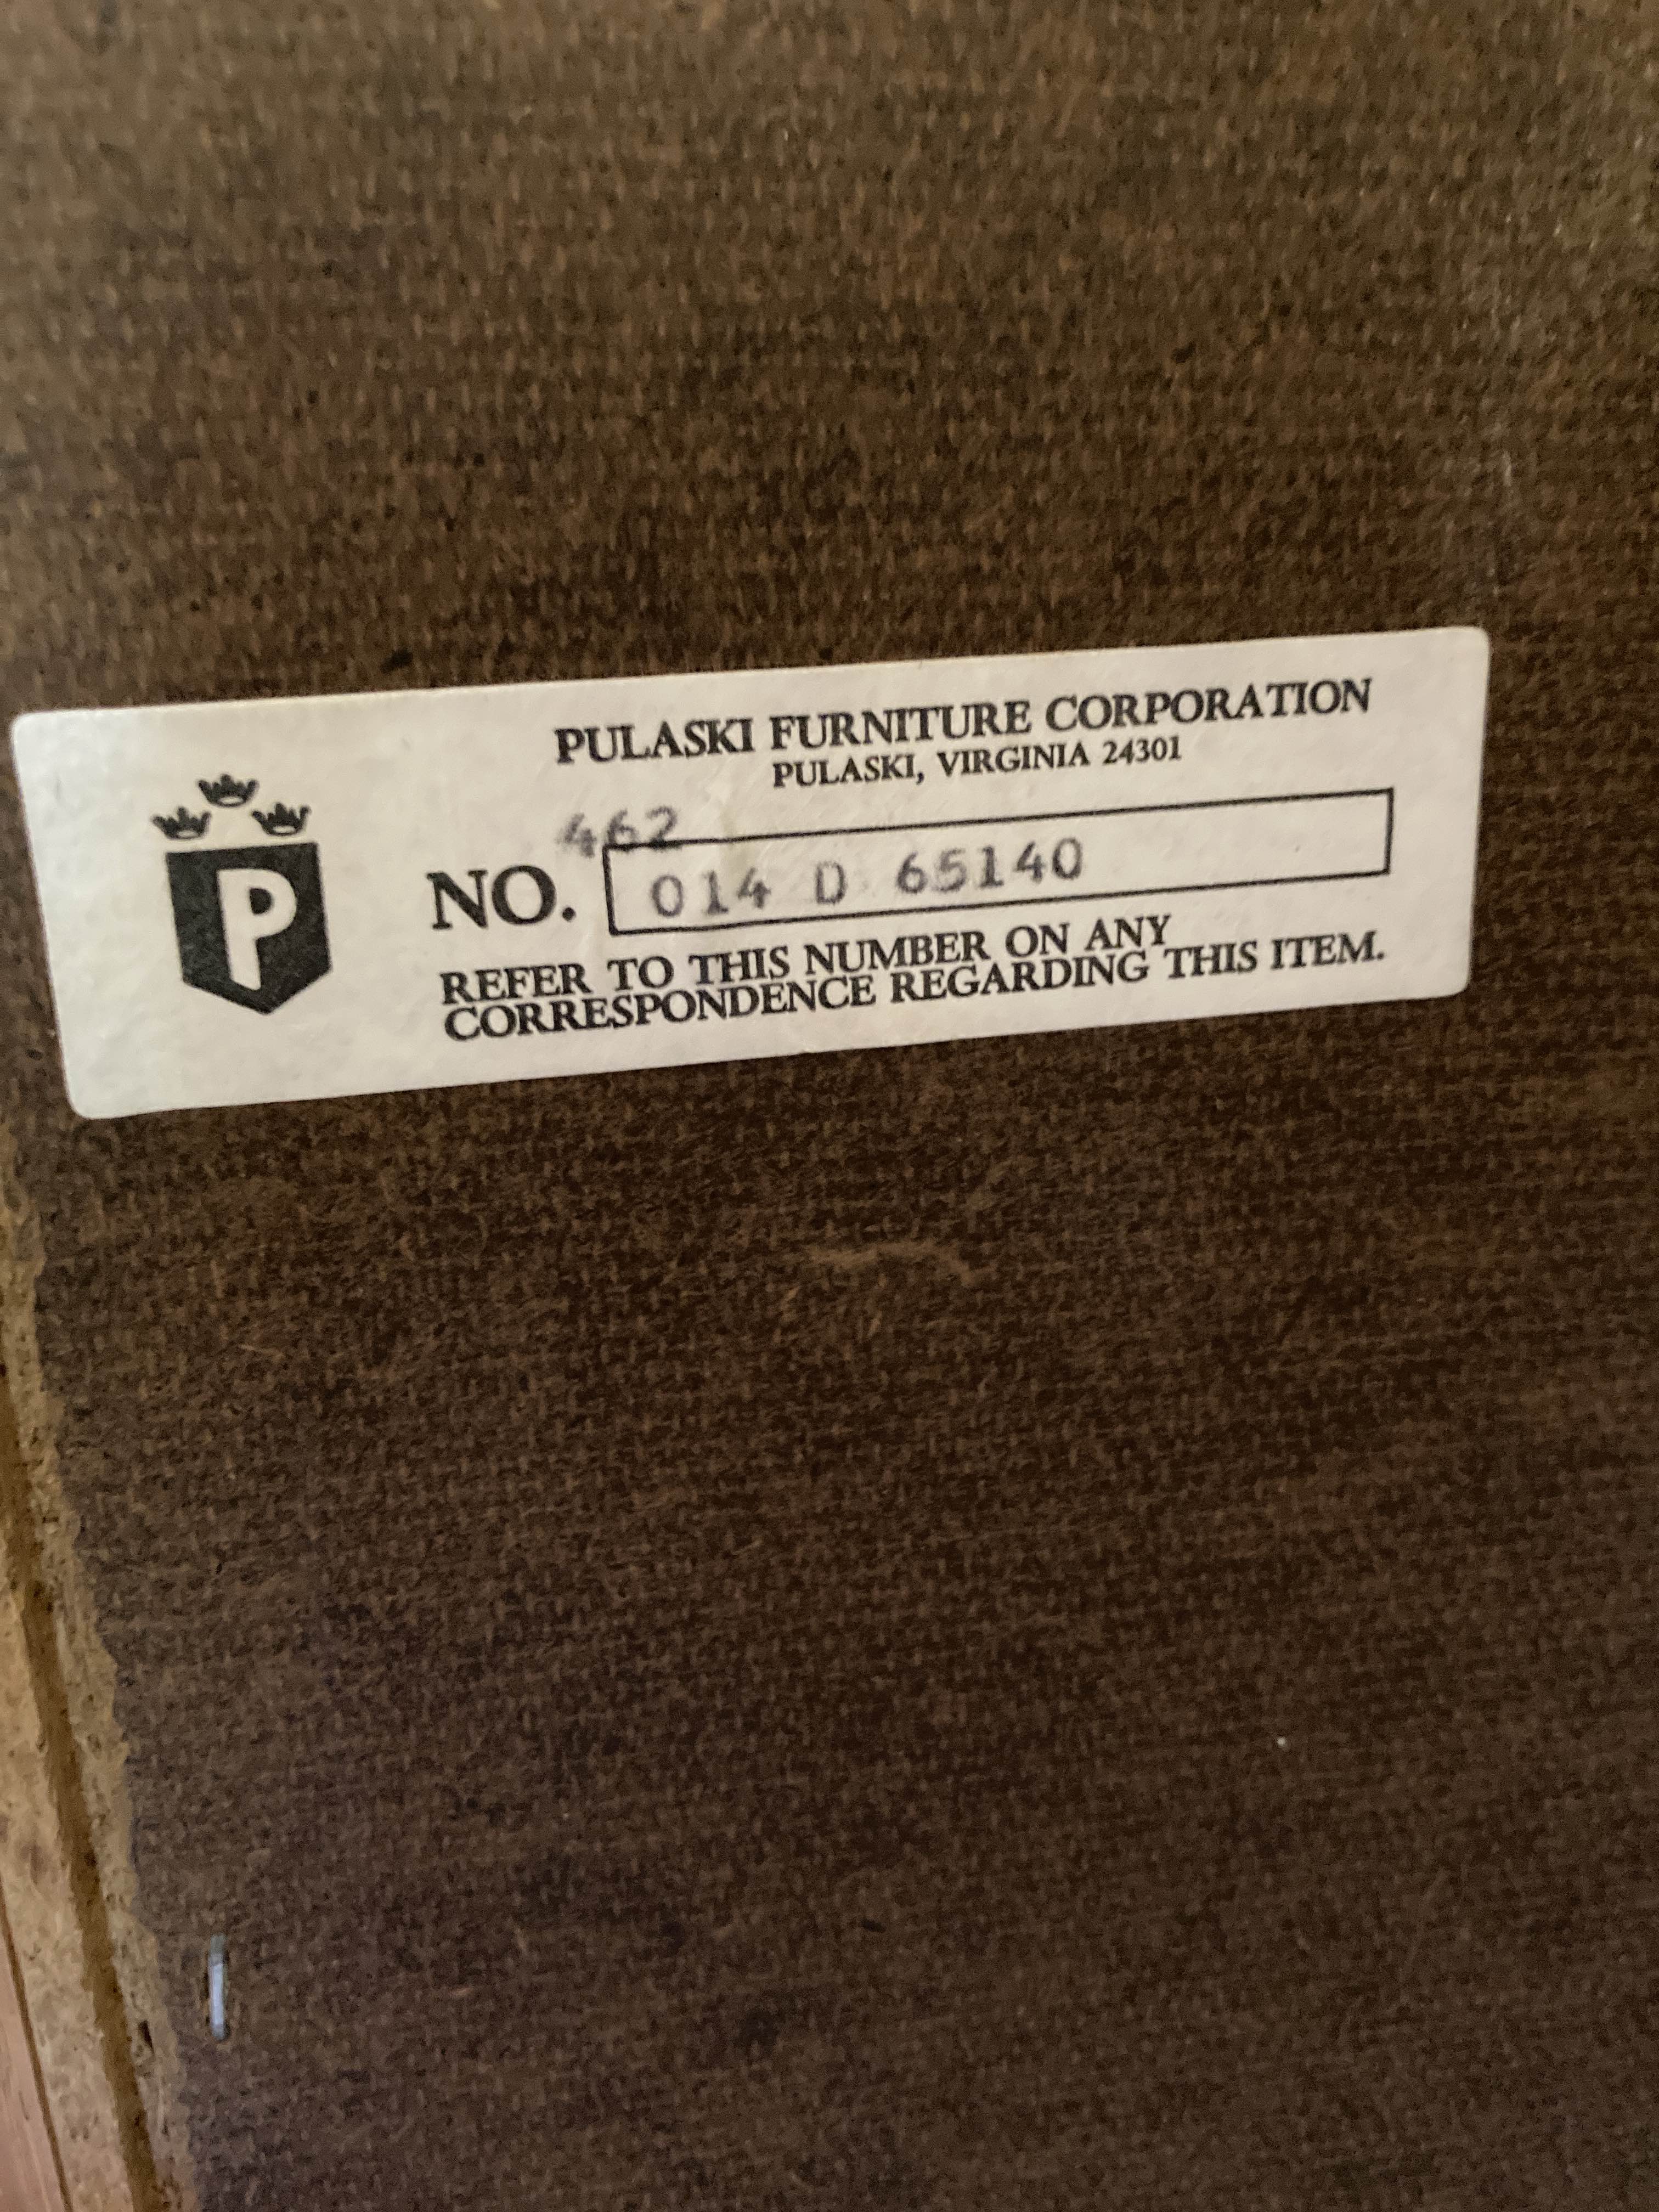 PULASKI FURNITURE CORPORATION
PULASKI, VIRGINIA 24301
462
NO. 014 D 65140
REFER TO THIS NUMBER ON ANY
CORRESPONDENCE REGARDING THIS ITEM.
P